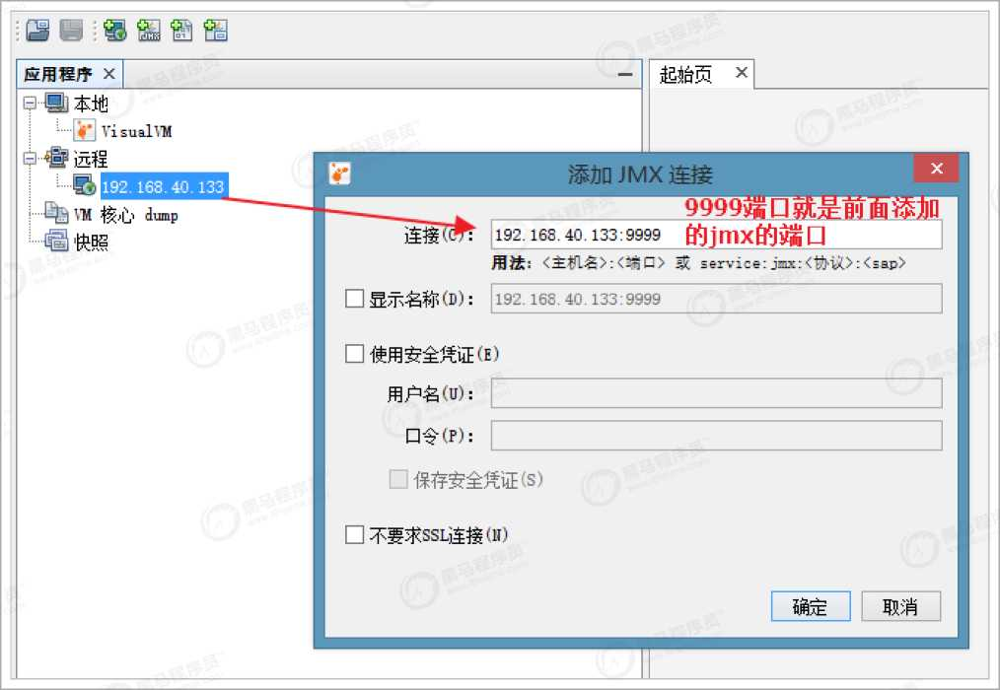 应用程序
起始页
本地
VisualVM
远程
192.168.40.133
VM 核心 dump
快照
添加 JMX 连接
9999端口就是前面添加
的jmx的端口
连接(C): 192.168.40.133:9999
用法: <主机名>:<端口> 或 service:jmx:<协议>:<sap>
显示名称(D): 192.168.40.133:9999
使用安全凭证(E)
用户名(U):
口令(P):
保存安全凭证(S)
不要求SSL连接(N)
确定 取消
黑马程序员